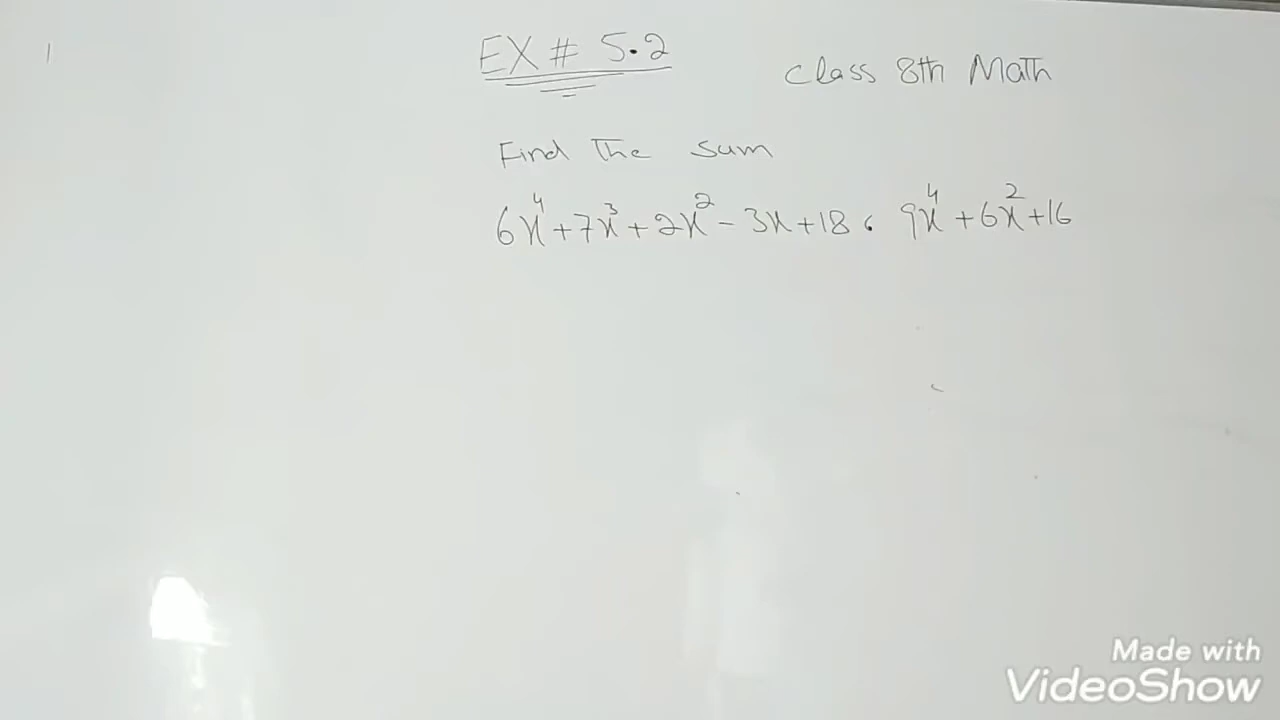 EX # 5.2
Class 8th Math
Find The sum
6x⁴+7x³+2x²-3x+18، 9x⁴+6x²+16
Made with
VideoShow